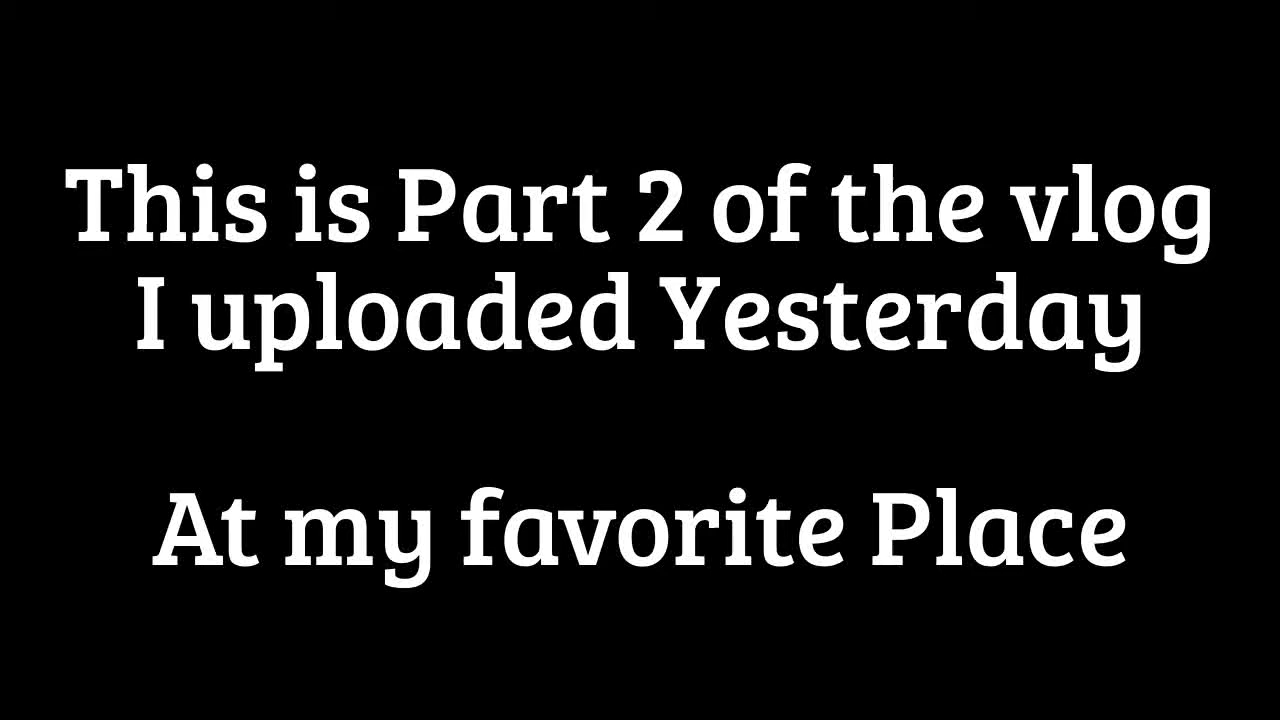 This is Part 2 of the vlog
I uploaded Yesterday
At my favorite Place